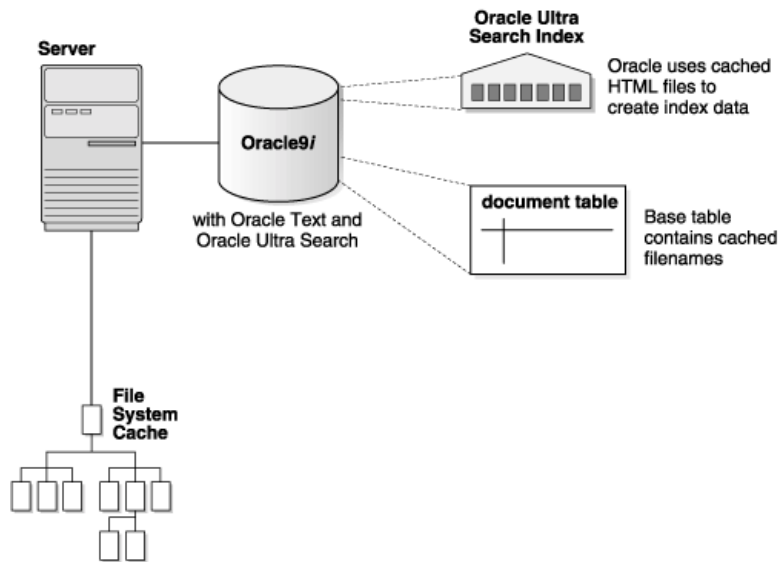 Oracle Ultra
Search Index
Server
Oracle uses cached
HTML files to
create index data
Oracle9i
with Oracle Text and
Oracle Ultra Search
document table
Base table
contains cached
filenames
File
System
Cache